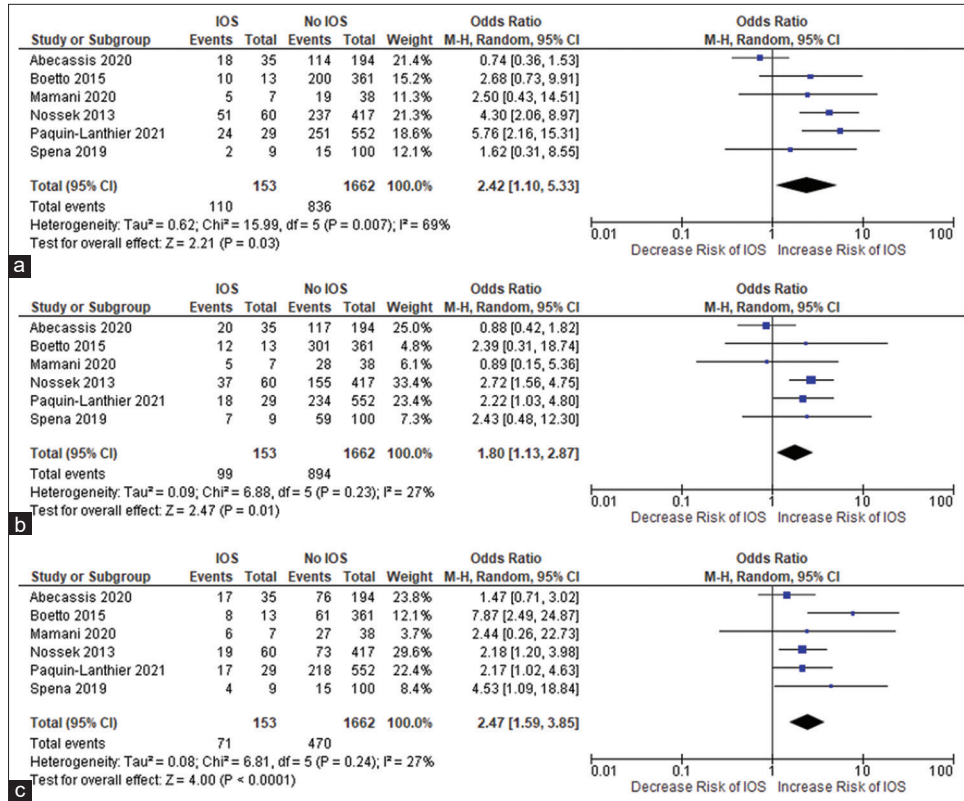 IOS No IOS Odds Ratio Odds Ratio
Study or Subgroup Events Total Events Total Weight M-H, Random, 95% CI M-H, Random, 95% CI
Abecassis 2020 18 35 114 194 21.4% 0.74 [0.36, 1.53]
Boetto 2015 10 13 200 361 15.2% 2.68 [0.73, 9.91]
Mamani 2020 5 7 19 38 11.3% 2.50 [0.43, 14.51]
Nossek 2013 51 60 237 417 21.3% 4.30 [2.06, 8.97]
Paquin-Lanthier 2021 24 29 251 552 18.6% 5.76 [2.16, 15.31]
Spena 2019 2 9 15 100 12.1% 1.62 [0.31, 8.55]
Total (95% CI) 153 1662 100.0% 2.42 [1.10, 5.33]
Total events 110 836
Heterogeneity: Tau² = 0.62; Chi² = 15.99, df = 5 (P = 0.007); I² = 69%
Test for overall effect: Z = 2.21 (P = 0.03)
0.01 0.1 1 10 100
Decrease Risk of IOS Increase Risk of IOS
a
IOS No IOS Odds Ratio Odds Ratio
Study or Subgroup Events Total Events Total Weight M-H, Random, 95% CI M-H, Random, 95% CI
Abecassis 2020 20 35 117 194 25.0% 0.88 [0.42, 1.82]
Boetto 2015 12 13 301 361 4.8% 2.39 [0.31, 18.74]
Mamani 2020 5 7 28 38 6.1% 0.89 [0.15, 5.36]
Nossek 2013 37 60 155 417 33.4% 2.72 [1.56, 4.75]
Paquin-Lanthier 2021 18 29 234 552 23.4% 2.22 [1.03, 4.80]
Spena 2019 7 9 59 100 7.3% 2.43 [0.48, 12.30]
Total (95% CI) 153 1662 100.0% 1.80 [1.13, 2.87]
Total events 99 894
Heterogeneity: Tau² = 0.09; Chi² = 6.88, df = 5 (P = 0.23); I² = 27%
Test for overall effect: Z = 2.47 (P = 0.01)
0.01 0.1 1 10 100
Decrease Risk of IOS Increase Risk of IOS
b
IOS No IOS Odds Ratio Odds Ratio
Study or Subgroup Events Total Events Total Weight M-H, Random, 95% CI M-H, Random, 95% CI
Abecassis 2020 17 35 76 194 23.8% 1.47 [0.71, 3.02]
Boetto 2015 8 13 61 361 12.1% 7.87 [2.49, 24.87]
Mamani 2020 6 7 27 38 3.7% 2.44 [0.26, 22.73]
Nossek 2013 19 60 73 417 29.6% 2.18 [1.20, 3.98]
Paquin-Lanthier 2021 17 29 218 552 22.4% 2.17 [1.02, 4.63]
Spena 2019 4 9 15 100 8.4% 4.53 [1.09, 18.84]
Total (95% CI) 153 1662 100.0% 2.47 [1.59, 3.85]
Total events 71 470
Heterogeneity: Tau² = 0.08; Chi² = 6.81, df = 5 (P = 0.24); I² = 27%
Test for overall effect: Z = 4.00 (P < 0.0001)
0.01 0.1 1 10 100
Decrease Risk of IOS Increase Risk of IOS
c